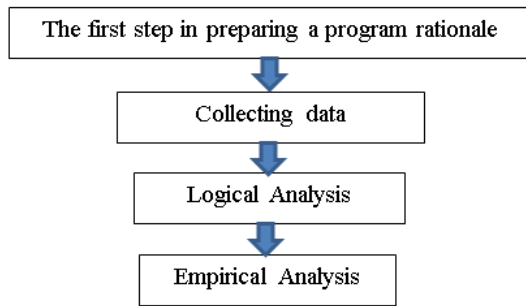 The first step in preparing a program rationale
Collecting data
Logical Analysis
Empirical Analysis